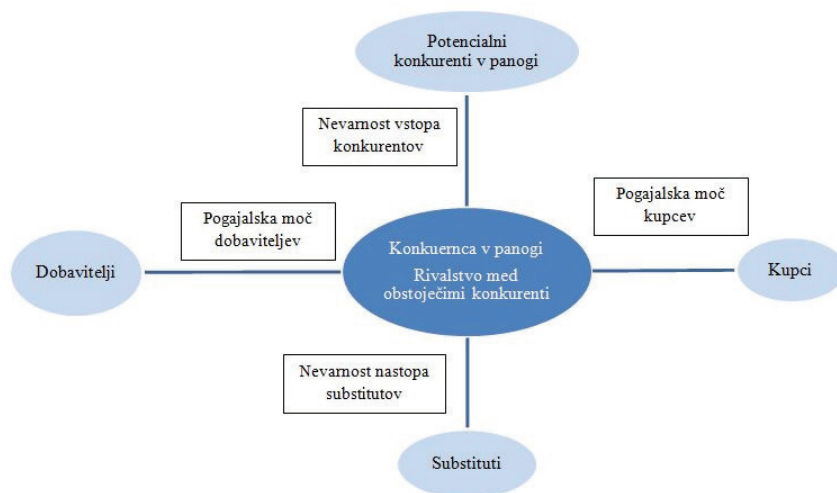 Potencialni
konkurenti v panogi
Nevarnost vstopa
konkurentov
Pogajalska moč
kupcev
Pogajalska moč
dobaviteljev
Dobavitelji
Konkuernca v panogi
Rivalstvo med
obstoječimi konkurenti
Kupci
Nevarnost nastopa
substitutov
Substituti